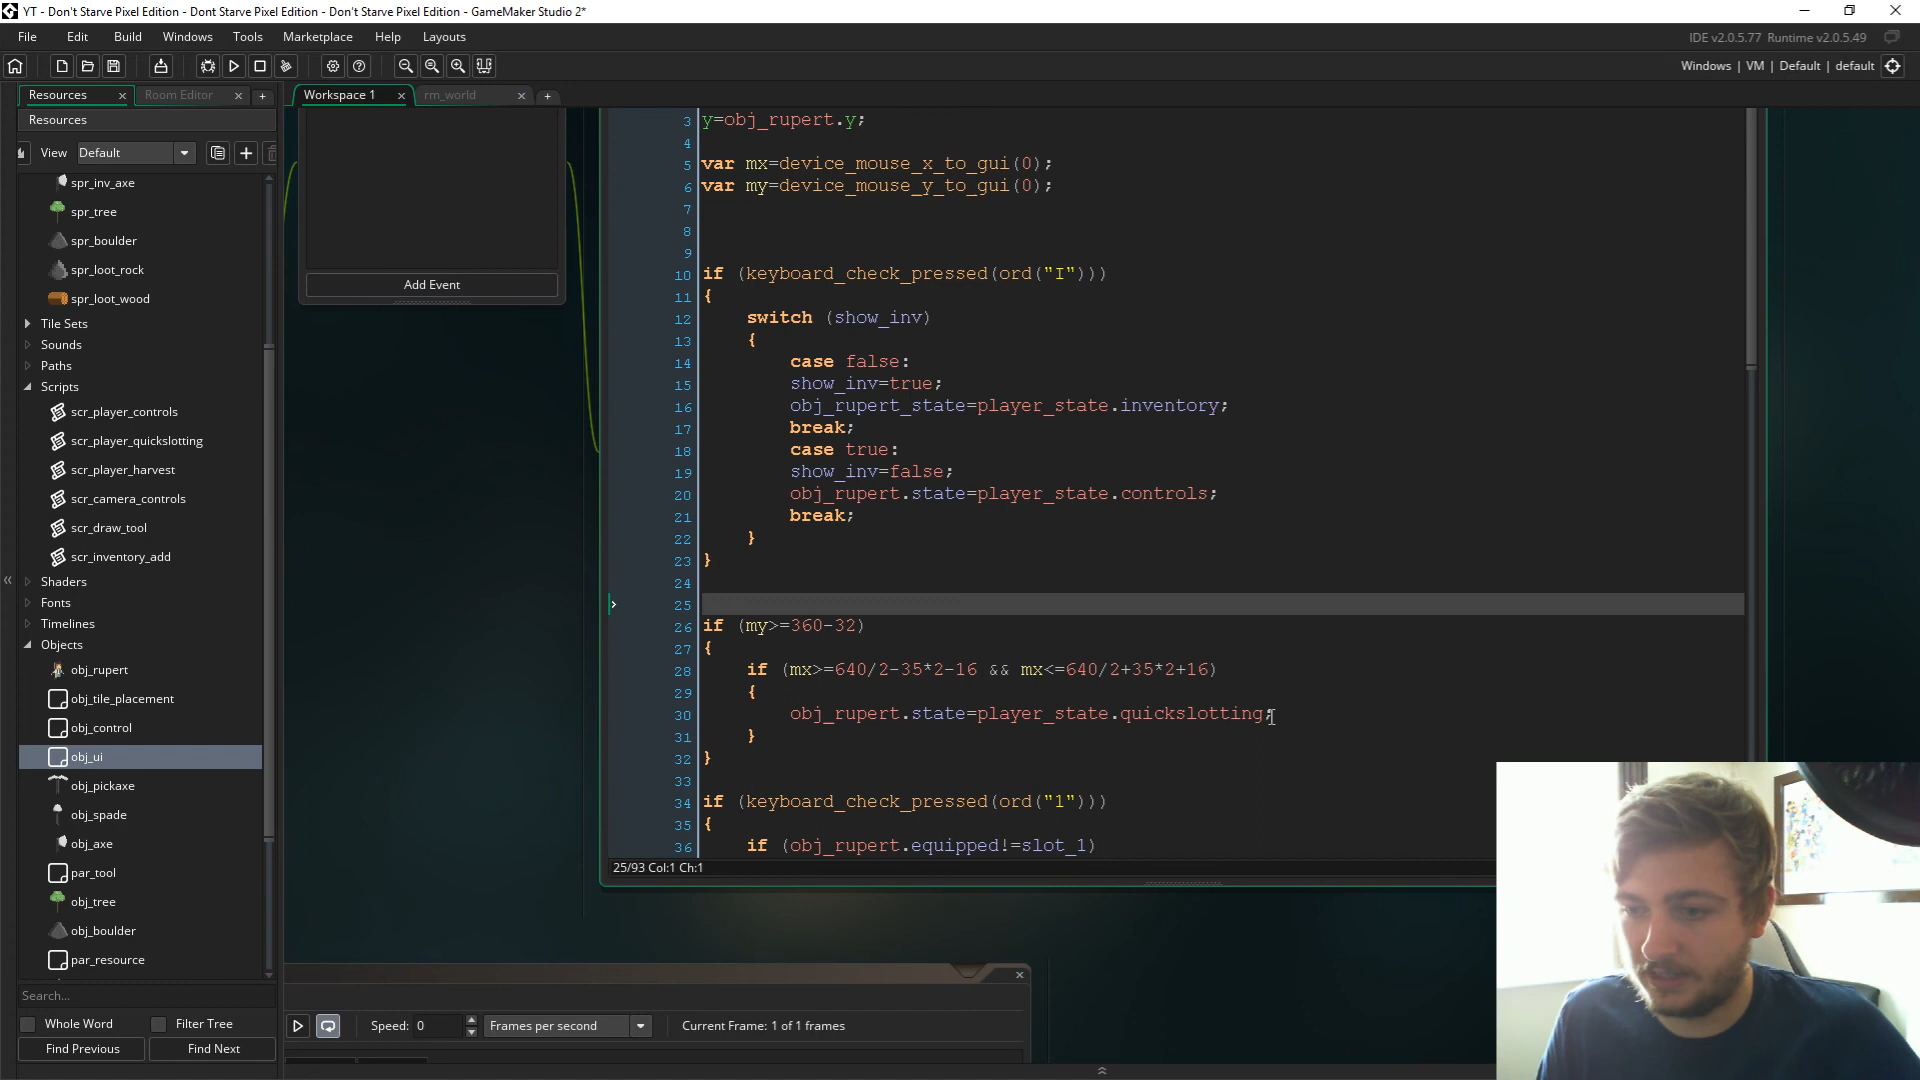 YT - Don't Starve Pixel Edition - Dont Starve Pixel Edition - Don't Starve Pixel Edition - GameMaker Studio 2*
File Edit Build Windows Tools Marketplace Help Layouts
IDE v2.0.5.77 Runtime v2.0.5.49
Windows | VM | Default | default
Resources
Room Editor
Workspace 1
rm_world
Resources
View Default
spr_inv_axe
spr_tree
spr_boulder
spr_loot_rock
spr_loot_wood
Tile Sets
Sounds
Paths
Scripts
scr_player_controls
scr_player_quickslotting
scr_player_harvest
scr_camera_controls
scr_draw_tool
scr_inventory_add
Shaders
Fonts
Timelines
Objects
obj_rupert
obj_tile_placement
obj_control
obj_ui
obj_pickaxe
obj_spade
obj_axe
par_tool
obj_tree
obj_boulder
par_resource
Search...
Whole Word Filter Tree
Find Previous Find Next
Add Event
3 y=obj_rupert.y;
4
5 var mx=device_mouse_x_to_gui(0);
6 var my=device_mouse_y_to_gui(0);
7
8
9
10 if (keyboard_check_pressed(ord("I")))
11 {
12 switch (show_inv)
13 {
14 case false:
15 show_inv=true;
16 obj_rupert_state=player_state.inventory;
17 break;
18 case true:
19 show_inv=false;
20 obj_rupert.state=player_state.controls;
21 break;
22 }
23 }
24
25
26 if (my>=360-32)
27 {
28 if (mx>=640/2-35*2-16 && mx<=640/2+35*2+16)
29 {
30 obj_rupert.state=player_state.quickslotting;
31 }
32 }
33
34 if (keyboard_check_pressed(ord("1")))
35 {
36 if (obj_rupert.equipped!=slot_1)
25/93 Col:1 Ch:1
Speed: 0 Frames per second Current Frame: 1 of 1 frames